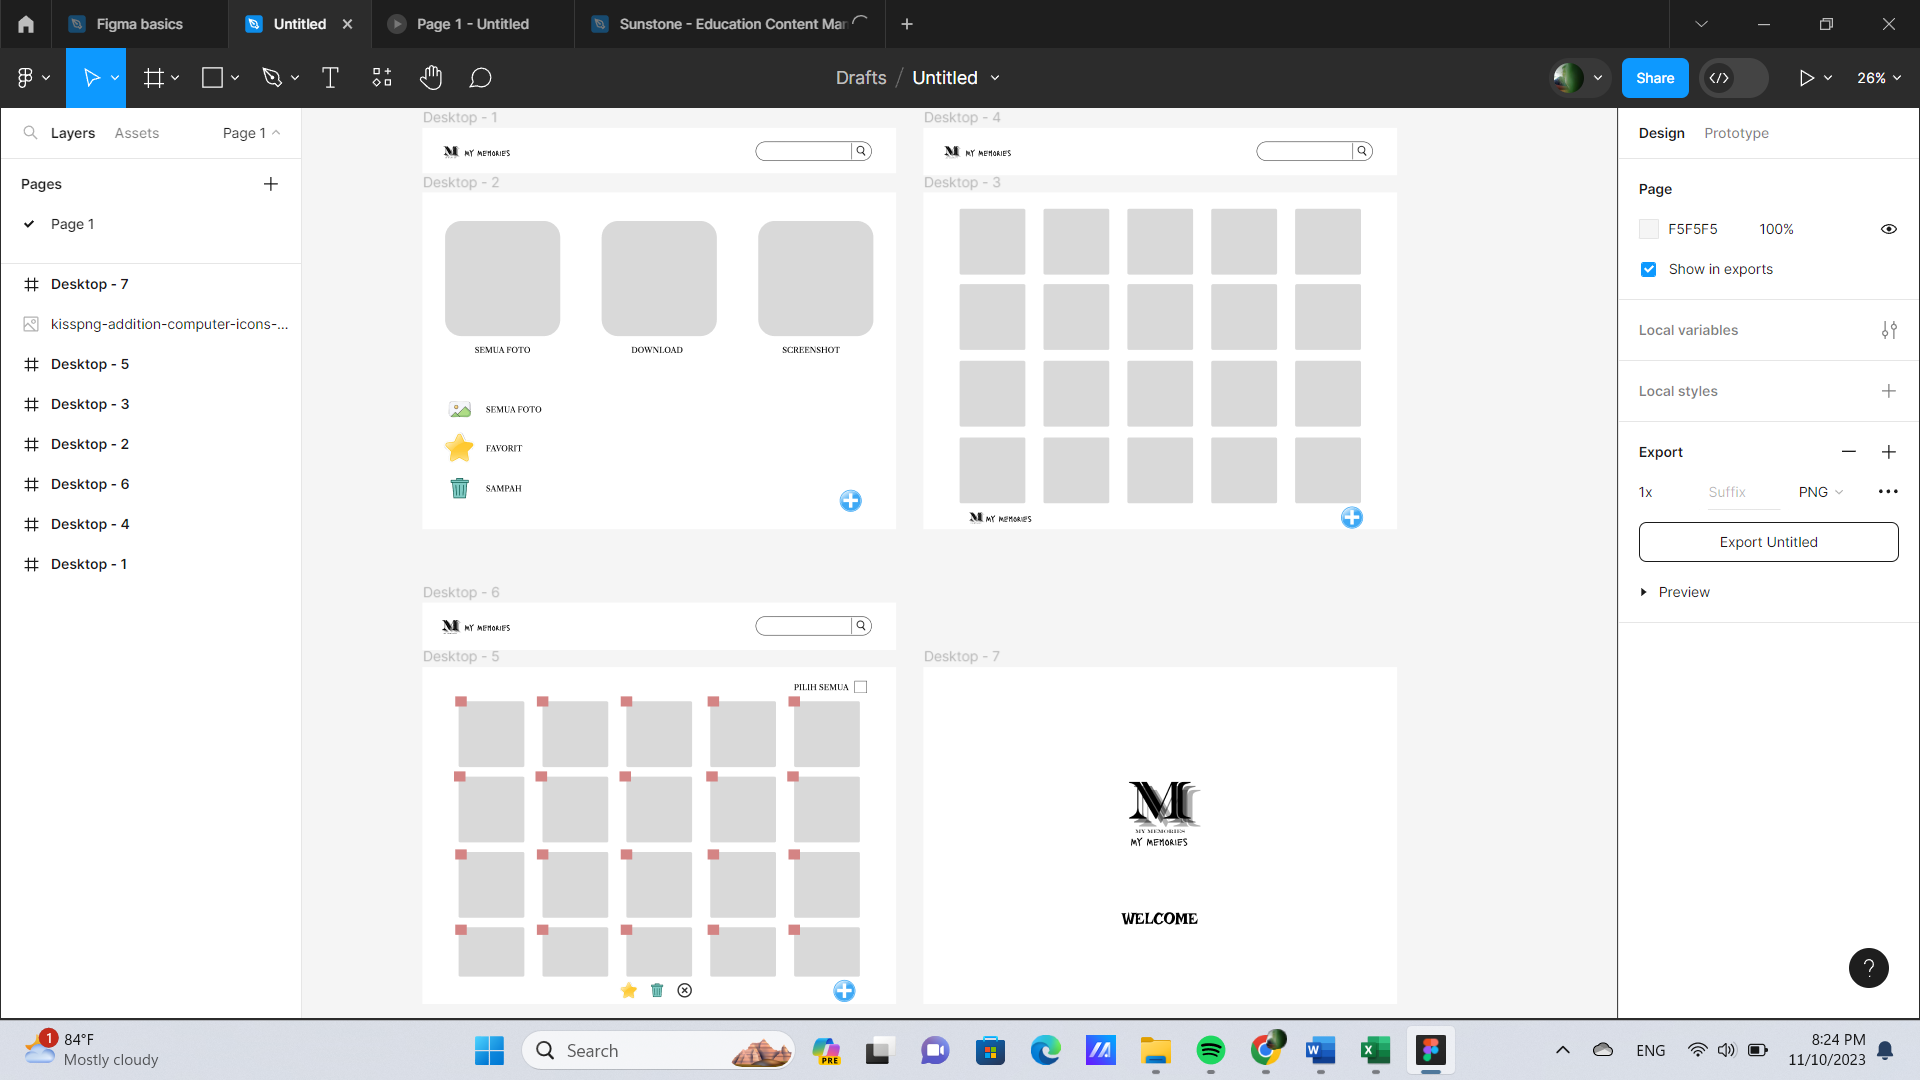 Figma basics
Untitled
Page 1 - Untitled
Sunstone - Education Content Man
Drafts / Untitled
Share
26%
Layers
Assets
Page 1
Pages
Page 1
Desktop - 7
kisspng-addition-computer-icons-...
Desktop - 5
Desktop - 3
Desktop - 2
Desktop - 6
Desktop - 4
Desktop - 1
Desktop - 1
M MY MEMORIES
Desktop - 2
SEMUA FOTO
DOWNLOAD
SCREENSHOT
SEMUA FOTO
FAVORIT
SAMPAH
Desktop - 4
M MY MEMORIES
Desktop - 3
M MY MEMORIES
Desktop - 6
M MY MEMORIES
Desktop - 5
PILIH SEMUA
Desktop - 7
M
MY MEMORIES
MY MEMORIES
WELCOME
Design
Prototype
Page
F5F5F5
100%
Show in exports
Local variables
Local styles
Export
1x
Suffix
PNG
Export Untitled
Preview
?
1
84°F
Mostly cloudy
Search
PRE
ENG
8:24 PM
11/10/2023